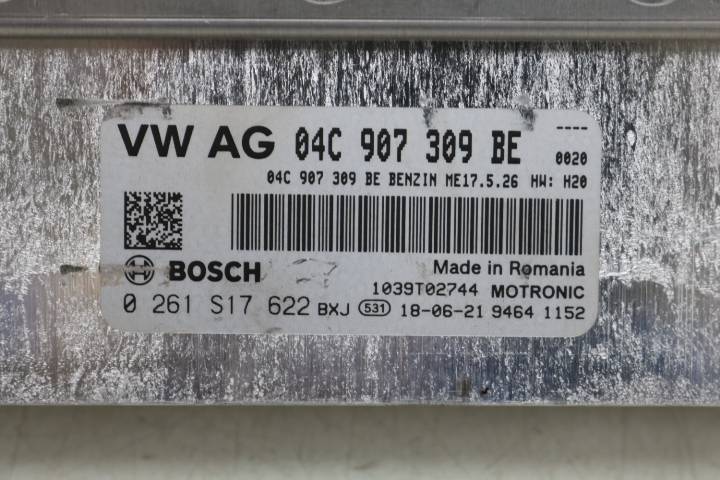 VW AG 04C 907 309 BE ----
0020
04C 907 309 BE BENZIN ME17.5.26 HW: H20
BOSCH Made in Romania
1039T02744 MOTRONIC
0 261 S17 622 BXJ 531 18-06-21 9464 1152